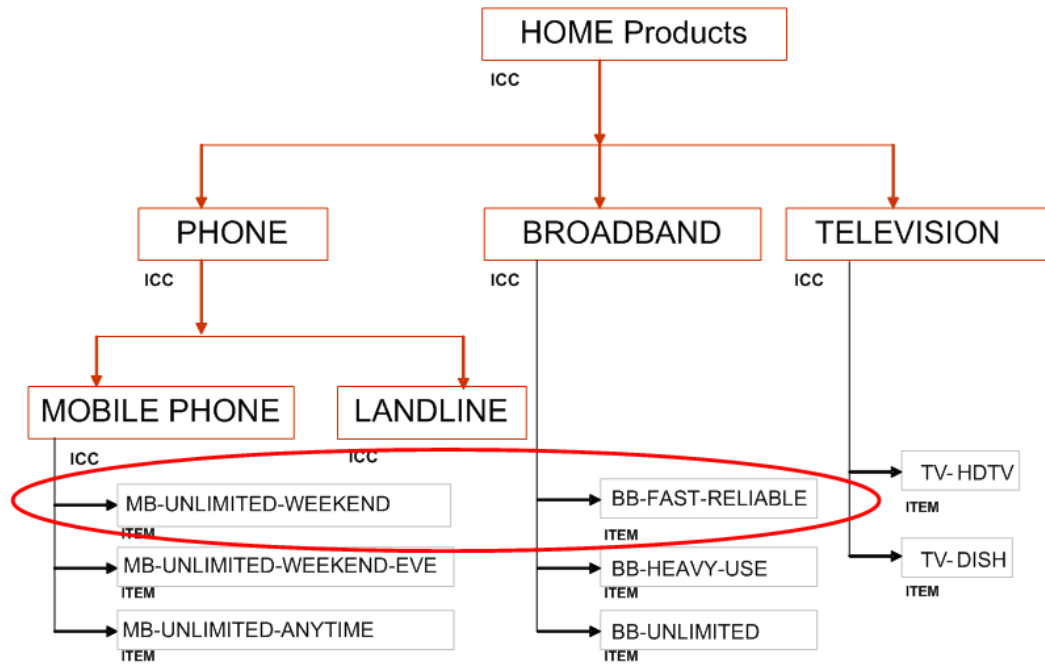 HOME Products
ICC
PHONE
BROADBAND
TELEVISION
ICC
ICC
ICC
MOBILE PHONE
LANDLINE
ICC
ICC
MB-UNLIMITED-WEEKEND
ITEM
MB-UNLIMITED-WEEKEND-EVE
ITEM
MB-UNLIMITED-ANYTIME
ITEM
BB-FAST-RELIABLE
ITEM
BB-HEAVY-USE
ITEM
BB-UNLIMITED
ITEM
TV-HDTV
ITEM
TV-DISH
ITEM